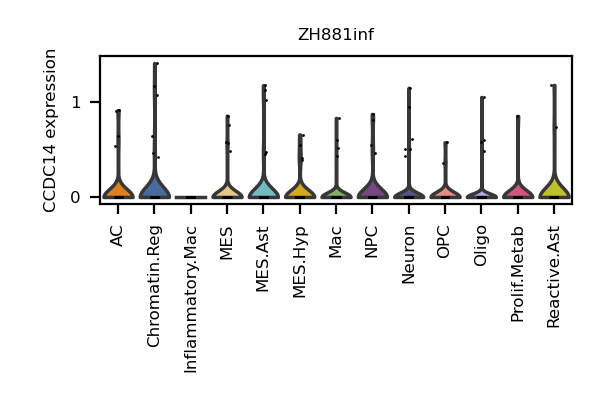 ZH881inf
CCDC14 expression
1
0
AC
Chromatin.Reg
Inflammatory.Mac
MES
MES.Ast
MES.Hyp
Mac
NPC
Neuron
OPC
Oligo
Prolif.Metab
Reactive.Ast